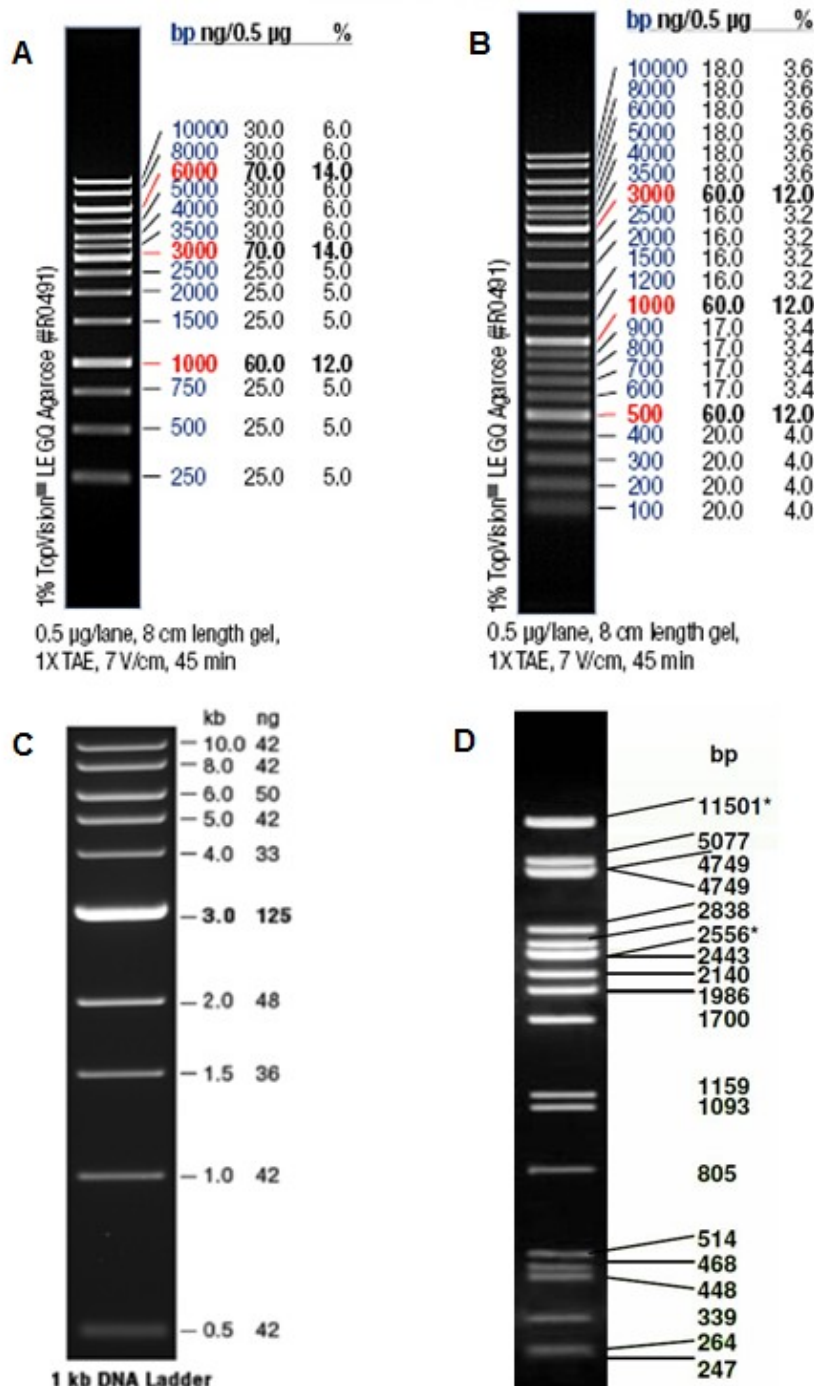 A
bp ng/0.5 µg %
10000 30.0 6.0
8000 30.0 6.0
6000 70.0 14.0
5000 30.0 6.0
4000 30.0 6.0
3500 30.0 6.0
3000 70.0 14.0
2500 25.0 5.0
2000 25.0 5.0
1500 25.0 5.0
1000 60.0 12.0
750 25.0 5.0
500 25.0 5.0
250 25.0 5.0
1% TopVision™ LE GQ Agarose (#R0491)
0.5 µg/lane, 8 cm length gel,
1X TAE, 7 V/cm, 45 min
B
bp ng/0.5 µg %
10000 18.0 3.6
8000 18.0 3.6
6000 18.0 3.6
5000 18.0 3.6
4000 18.0 3.6
3500 18.0 3.6
3000 60.0 12.0
2500 16.0 3.2
2000 16.0 3.2
1500 16.0 3.2
1200 16.0 3.2
1000 60.0 12.0
900 17.0 3.4
800 17.0 3.4
700 17.0 3.4
600 17.0 3.4
500 60.0 12.0
400 20.0 4.0
300 20.0 4.0
200 20.0 4.0
100 20.0 4.0
1% TopVision™ LE GQ Agarose (#R0491)
0.5 µg/lane, 8 cm length gel,
1X TAE, 7 V/cm, 45 min
C
kb ng
10.0 42
8.0 42
6.0 50
5.0 42
4.0 33
3.0 125
2.0 48
1.5 36
1.0 42
0.5 42
1 kb DNA Ladder
D
bp
11501*
5077
4749
4749
2838
2556*
2443
2140
1986
1700
1159
1093
805
514
468
448
339
264
247